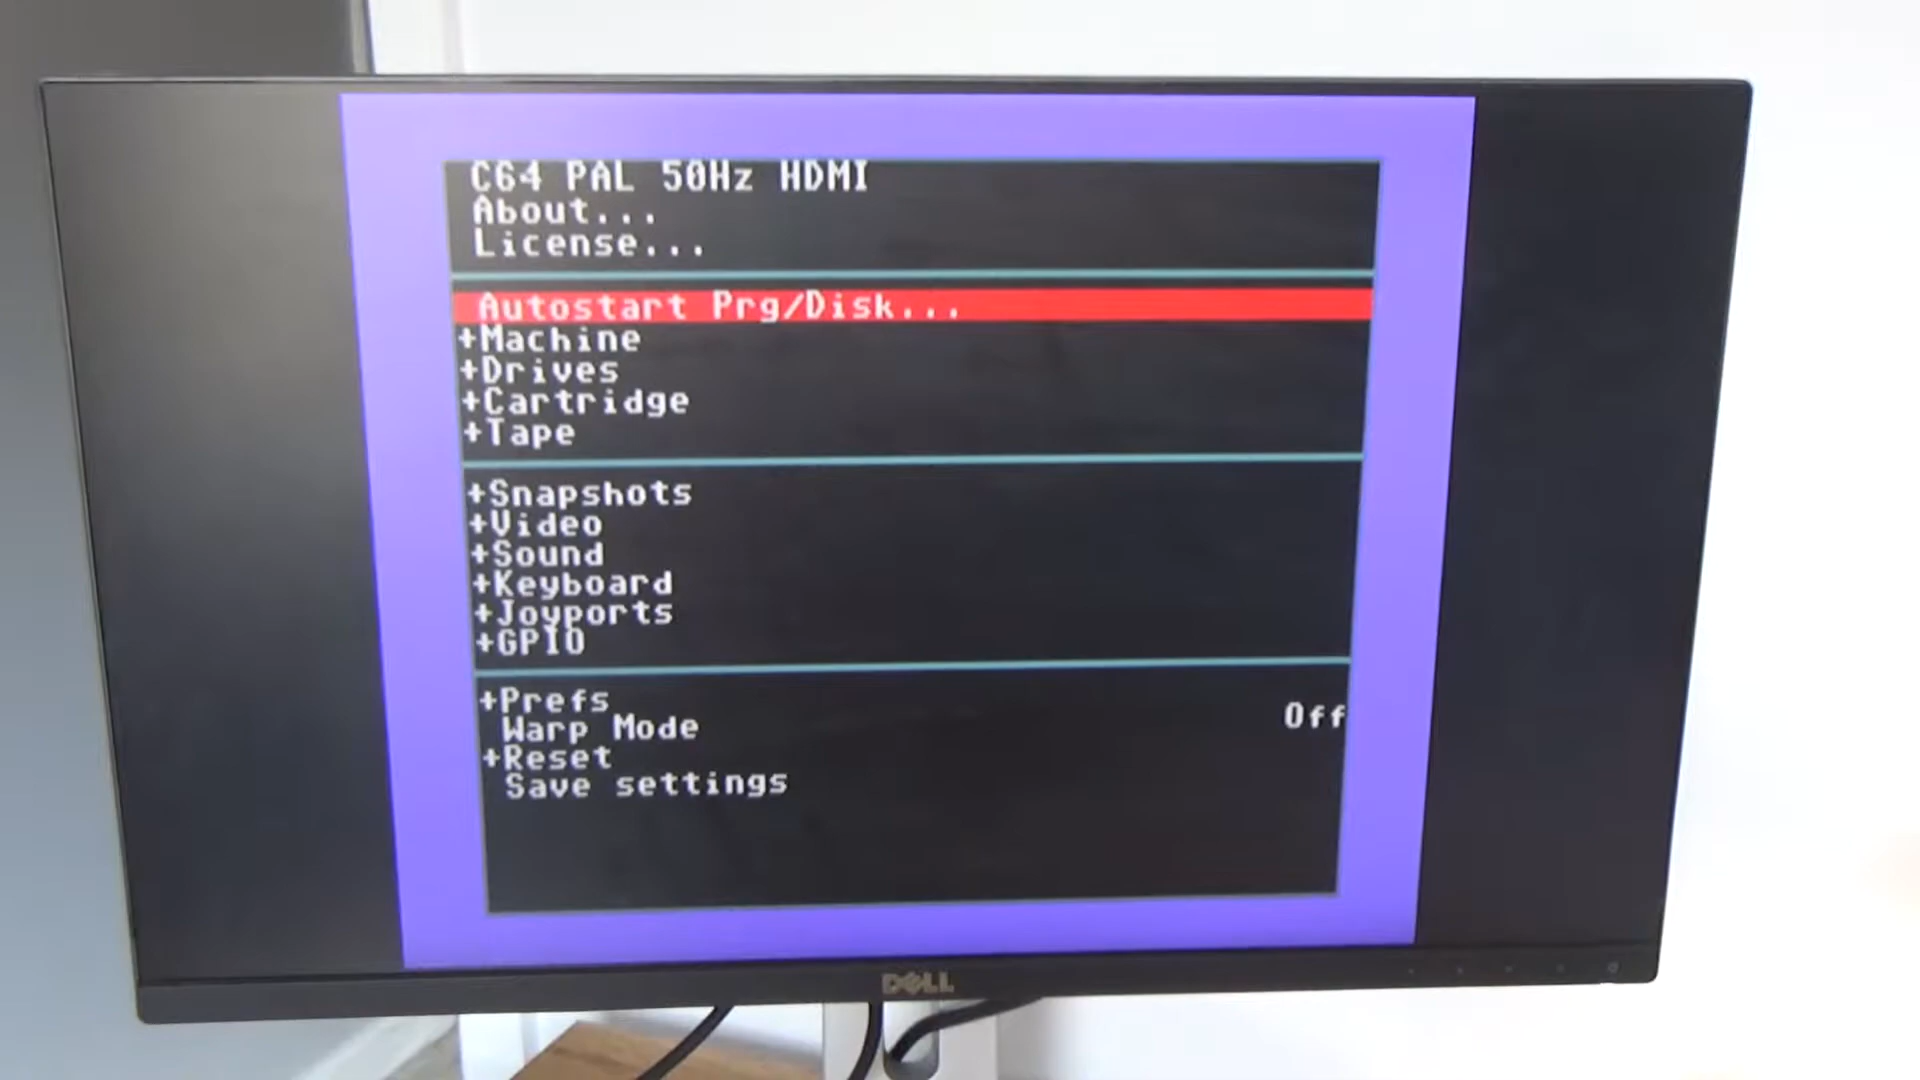 C64 PAL 50Hz HDMI
About...
License...
Autostart Prg/Disk...
+Machine
+Drives
+Cartridge
+Tape
+Snapshots
+Video
+Sound
+Keyboard
+Joyports
+GPIO
+Prefs
Warp Mode Off
+Reset
Save settings
DELL